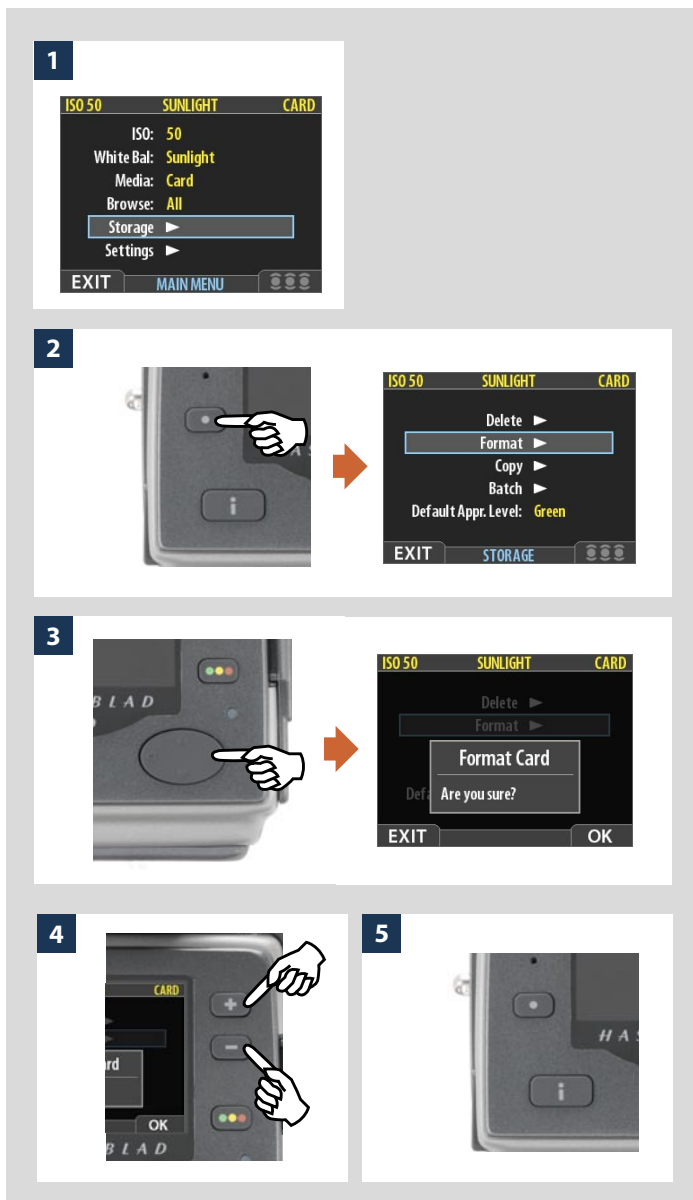 1
ISO 50 SUNLIGHT CARD
ISO: 50
White Bal: Sunlight
Media: Card
Browse: All
Storage ►
Settings ►
EXIT MAIN MENU
2
A S
i
ISO 50 SUNLIGHT CARD
Delete ►
Format ►
Copy ►
Batch ►
Default Appr. Level: Green
EXIT STORAGE
3
B L A D
ISO 50 SUNLIGHT CARD
Delete ►
Format ►
Format Card
Defa
Are you sure?
EXIT OK
4
CARD
+
rd
–
OK
B L A D
5
H A S
i